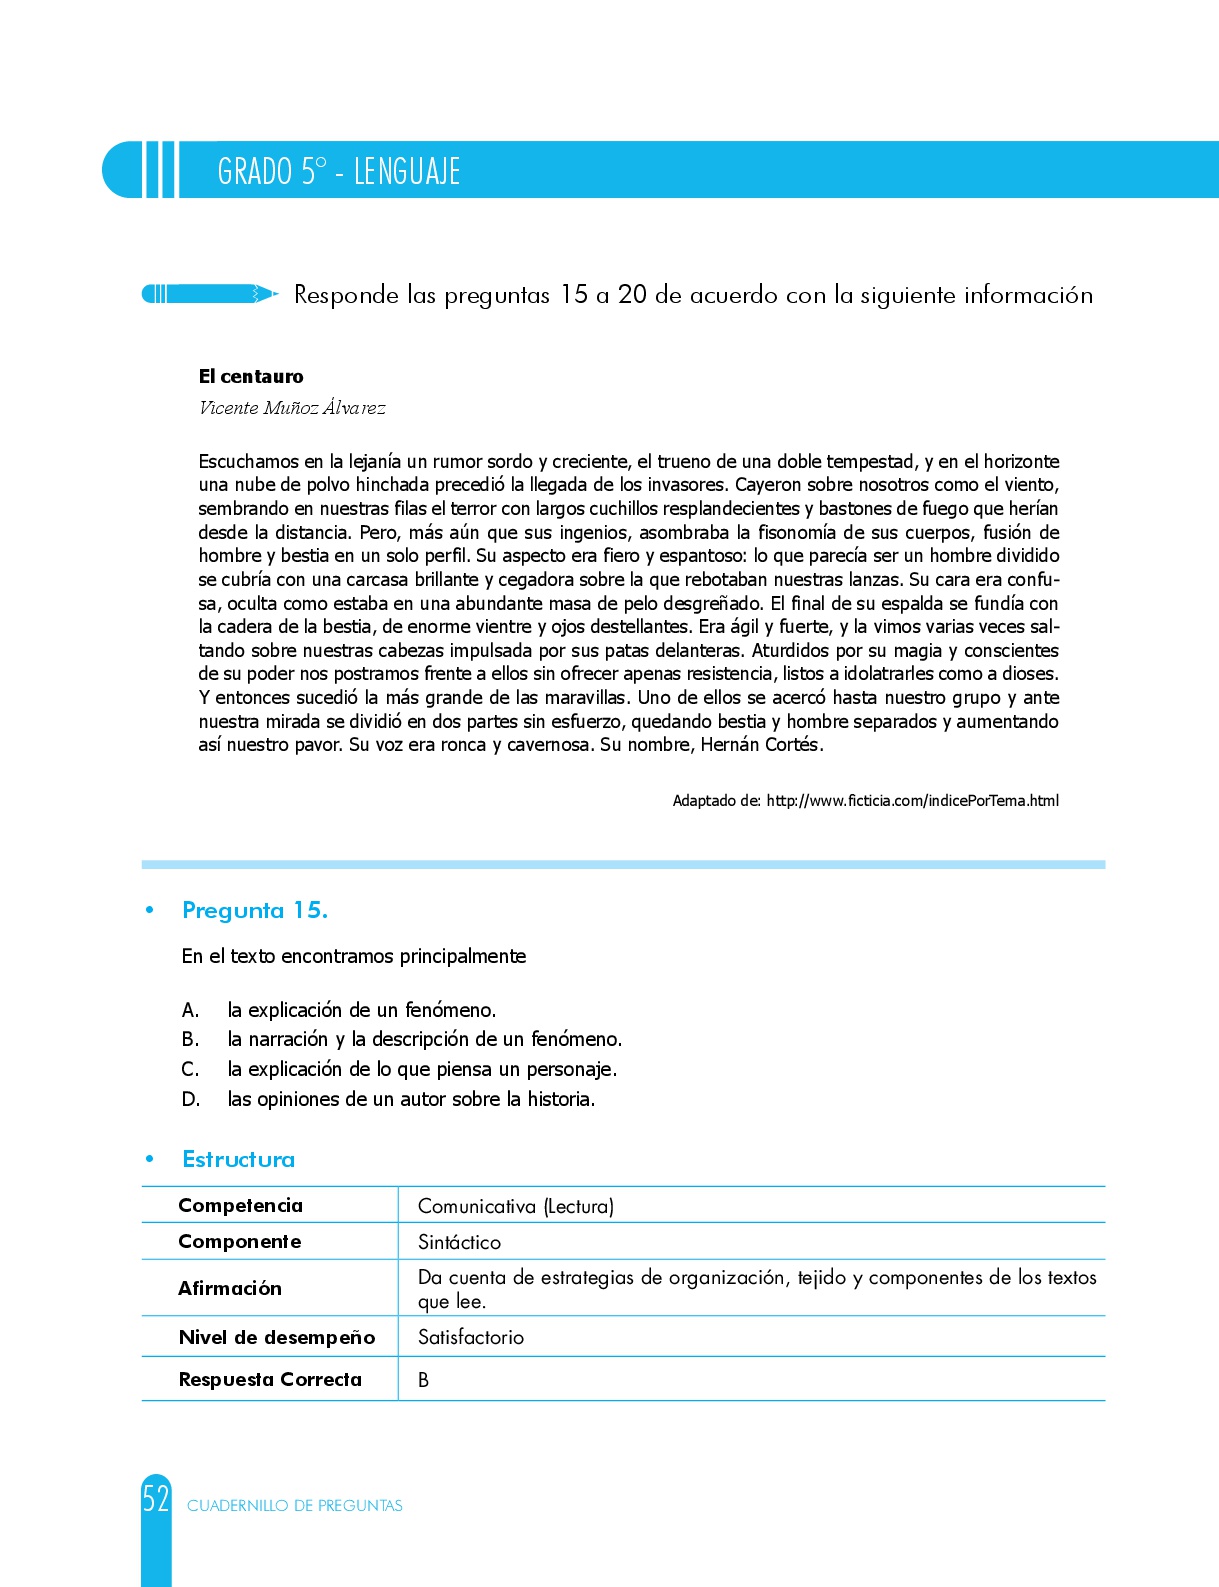 GRADO 5° - LENGUAJE
Responde las preguntas 15 a 20 de acuerdo con la siguiente información
El centauro
Vicente Muñoz Álvarez
Escuchamos en la lejanía un rumor sordo y creciente, el trueno de una doble tempestad, y en el horizonte
una nube de polvo hinchada precedió la llegada de los invasores. Cayeron sobre nosotros como el viento,
sembrando en nuestras filas el terror con largos cuchillos resplandecientes y bastones de fuego que herían
desde la distancia. Pero, más aún que sus ingenios, asombraba la fisonomía de sus cuerpos, fusión de
hombre y bestia en un solo perfil. Su aspecto era fiero y espantoso: lo que parecía ser un hombre dividido
se cubría con una carcasa brillante y cegadora sobre la que rebotaban nuestras lanzas. Su cara era confu-
sa, oculta como estaba en una abundante masa de pelo desgreñado. El final de su espalda se fundía con
la cadera de la bestia, de enorme vientre y ojos destellantes. Era ágil y fuerte, y la vimos varias veces sal-
tando sobre nuestras cabezas impulsada por sus patas delanteras. Aturdidos por su magia y conscientes
de su poder nos postramos frente a ellos sin ofrecer apenas resistencia, listos a idolatrarles como a dioses.
Y entonces sucedió la más grande de las maravillas. Uno de ellos se acercó hasta nuestro grupo y ante
nuestra mirada se dividió en dos partes sin esfuerzo, quedando bestia y hombre separados y aumentando
así nuestro pavor. Su voz era ronca y cavernosa. Su nombre, Hernán Cortés.
Adaptado de: http://www.ficticia.com/indicePorTema.html
• Pregunta 15.
En el texto encontramos principalmente
A. la explicación de un fenómeno.
B. la narración y la descripción de un fenómeno.
C. la explicación de lo que piensa un personaje.
D. las opiniones de un autor sobre la historia.
• Estructura
Competencia Comunicativa (Lectura)
Componente Sintáctico
Afirmación Da cuenta de estrategias de organización, tejido y componentes de los textos
que lee.
Nivel de desempeño Satisfactorio
Respuesta Correcta B
52 CUADERNILLO DE PREGUNTAS